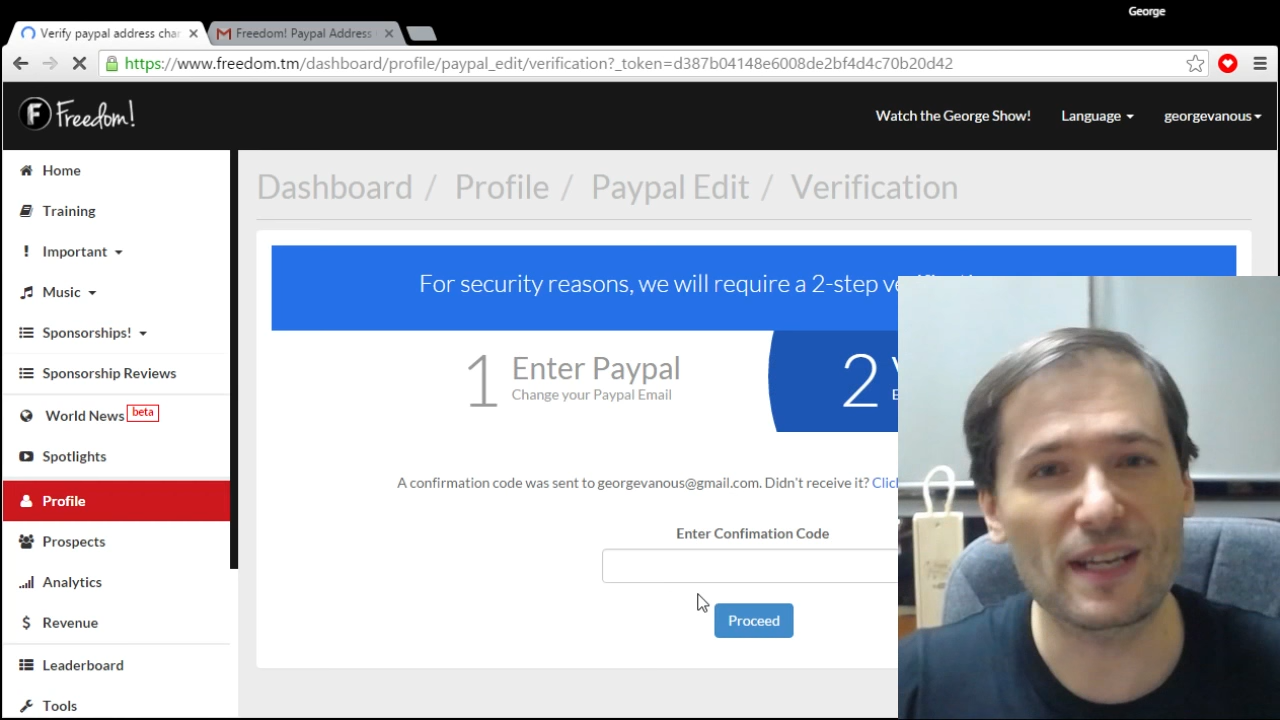 George
Verify paypal address chan
Freedom! Paypal Address
https://www.freedom.tm/dashboard/profile/paypal_edit/verification?_token=d387b04148e6008de2bf4d4c70b20d42
F Freedom!
Watch the George Show! Language georgevanous
Home
Training
Important
Music
Sponsorships!
Sponsorship Reviews
World News beta
Spotlights
Profile
Prospects
Analytics
Revenue
Leaderboard
Tools
Dashboard / Profile / Paypal Edit / Verification
For security reasons, we will require a 2-step
1 Enter Paypal
Change your Paypal Email
2
A confirmation code was sent to georgevanous@gmail.com. Didn't receive it?
Enter Confimation Code
Proceed